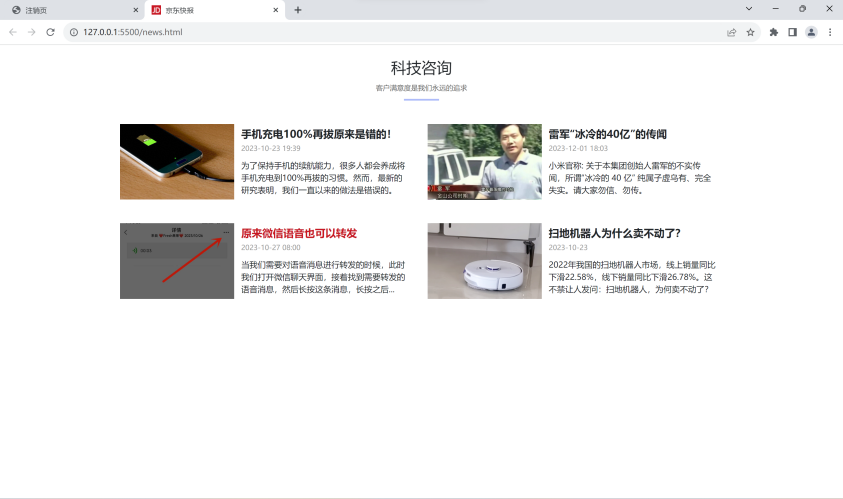 注销页
JD 京东快报
127.0.0.1:5500/news.html
科技咨询
客户满意度是我们永远的追求
手机充电100%再拔原来是错的！
2023-10-23 19:39
为了保持手机的续航能力，很多人都会养成将
手机充电到100%再拔的习惯。然而，最新的
研究表明，我们一直以来的做法是错误的。
雷军“冰冷的40亿”的传闻
2023-12-01 18:03
小米官称: 关于本集团创始人雷军的不实传
闻，所谓“冰冷的 40 亿” 纯属子虚乌有、完全
失实。请大家勿信、勿传。
原来微信语音也可以转发
2023-10-27 08:00
当我们需要对语音消息进行转发的时候，此时
我们打开微信聊天界面，接着找到需要转发的
语音消息，然后长按这条消息，长按之后...
详情
扫地机器人为什么卖不动了?
2023-10-23
2022年我国的扫地机器人市场，线上销量同比
下滑22.58%，线下销量同比下滑26.78%。这
不禁让人发问：扫地机器人，为何卖不动了?